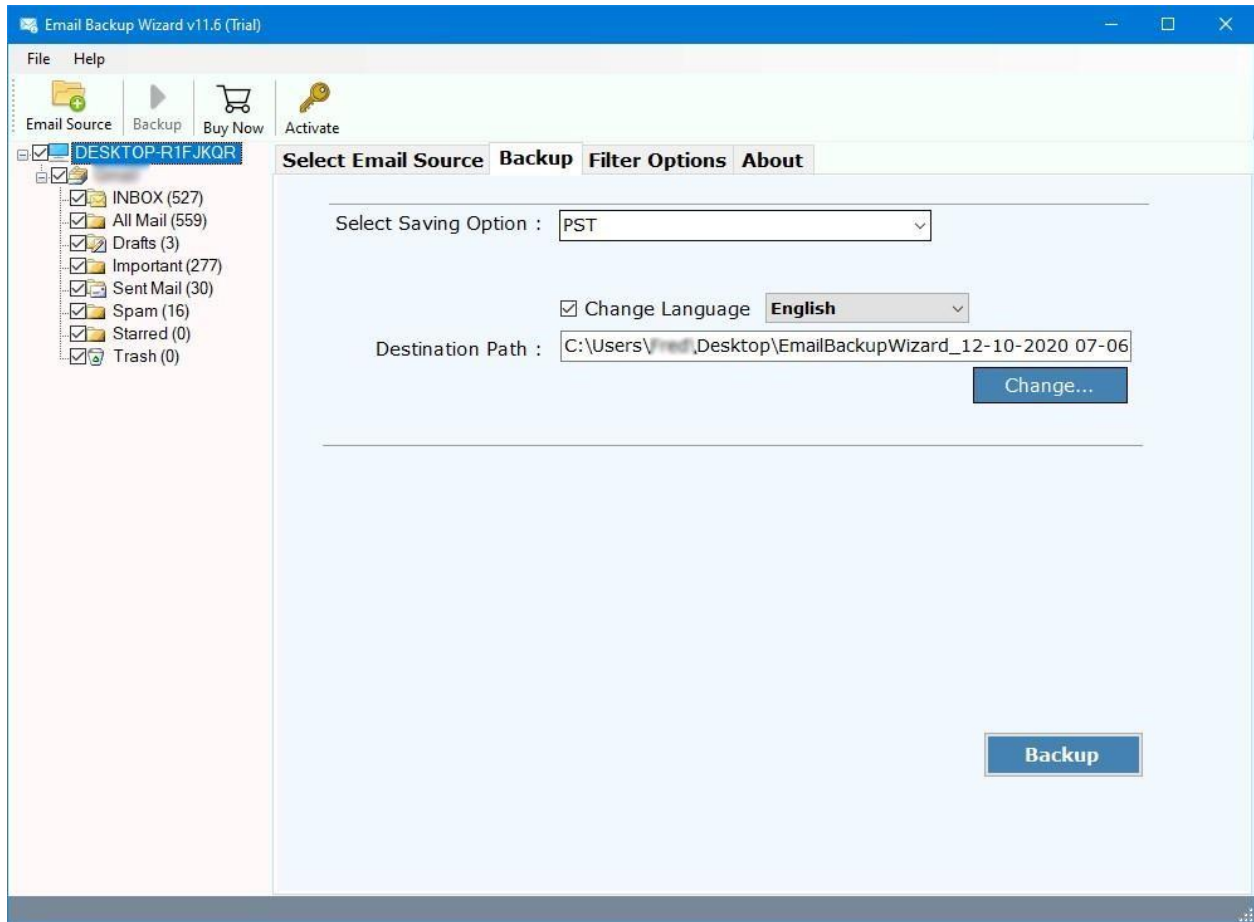 Email Backup Wizard v11.6 (Trial)
File Help
Email Source Backup Buy Now Activate
DESKTOP-R1FJKQR
INBOX (527)
All Mail (559)
Drafts (3)
Important (277)
Sent Mail (30)
Spam (16)
Starred (0)
Trash (0)
Select Email Source Backup Filter Options About
Select Saving Option : PST
Change Language English
Destination Path : C:\Users\ \Desktop\EmailBackupWizard_12-10-2020 07-06
Change...
Backup